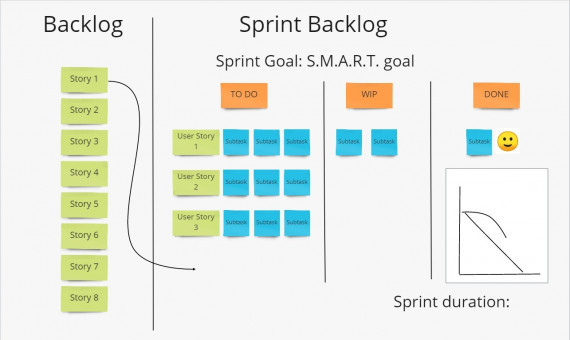 Backlog
Sprint Backlog
Sprint Goal: S.M.A.R.T. goal
Story 1
Story 2
Story 3
Story 4
Story 5
Story 6
Story 7
Story 8
TO DO
WIP
DONE
User Story
1
Subtask
Subtask
Subtask
Subtask
Subtask
Subtask
User Story
2
Subtask
Subtask
Subtask
User Story
3
Subtask
Subtask
Subtask
Sprint duration: